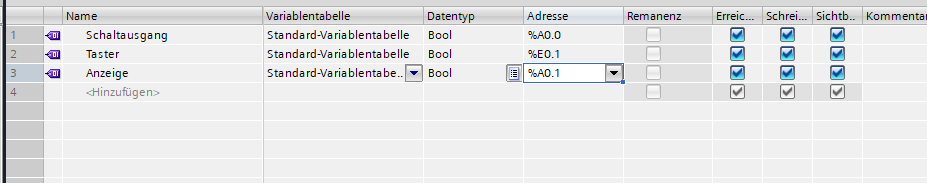 Name Variablentabelle Datentyp Adresse Remanenz Erreic... Schrei... Sichtb... Kommentar
1 Schaltausgang Standard-Variablentabelle Bool %A0.0
2 Taster Standard-Variablentabelle Bool %E0.1
3 Anzeige Standard-Variablentabe.. Bool %A0.1
4 <Hinzufügen>